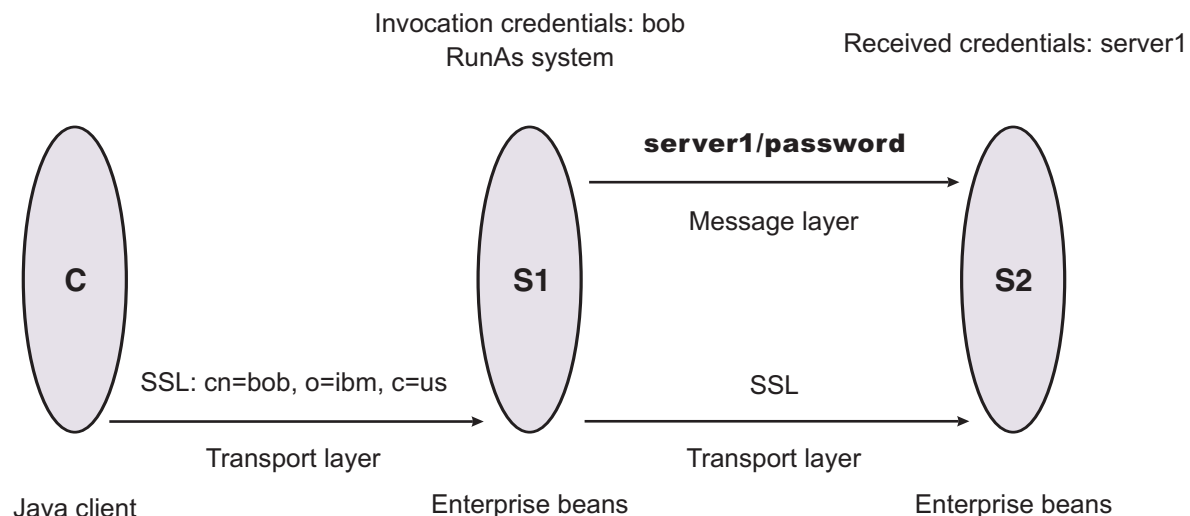 Invocation credentials: bob
RunAs system
Received credentials: server1
server1/password
Message layer
C
S1
S2
SSL: cn=bob, o=ibm, c=us
SSL
Transport layer
Transport layer
Java client
Enterprise beans
Enterprise beans